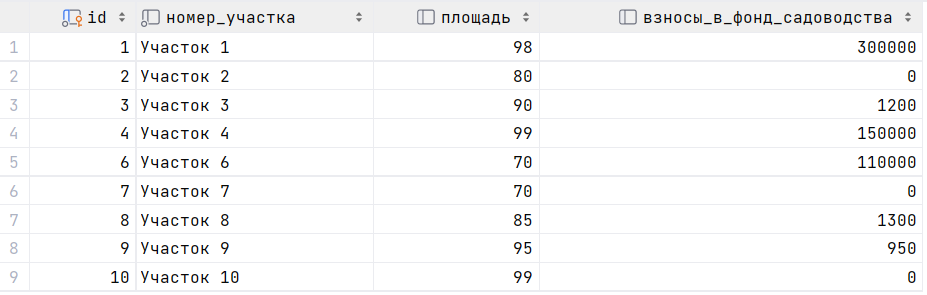 id номер_участка площадь взносы_в_фонд_садоводства
1 1 Участок 1 98 300000
2 2 Участок 2 80 0
3 3 Участок 3 90 1200
4 4 Участок 4 99 150000
5 6 Участок 6 70 110000
6 7 Участок 7 70 0
7 8 Участок 8 85 1300
8 9 Участок 9 95 950
9 10 Участок 10 99 0